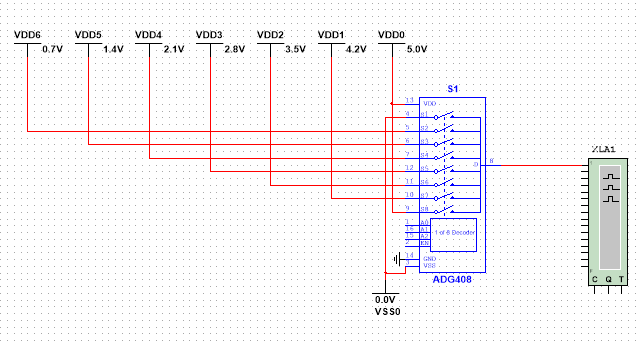 VDD6 VDD5 VDD4 VDD3 VDD2 VDD1 VDD0
0.7V 1.4V 2.1V 2.8V 3.5V 4.2V 5.0V
S1
13 VDD
4 S1
5 S2
6 S3
7 S4
12 S5
11 S6
10 S7
9 S8
D 8
XLA1
1 A0
16 A1
15 A2
2 EN
1 of 8 Decoder
14 GND
3 VSS
ADG408
C Q T
0.0V
VSS0